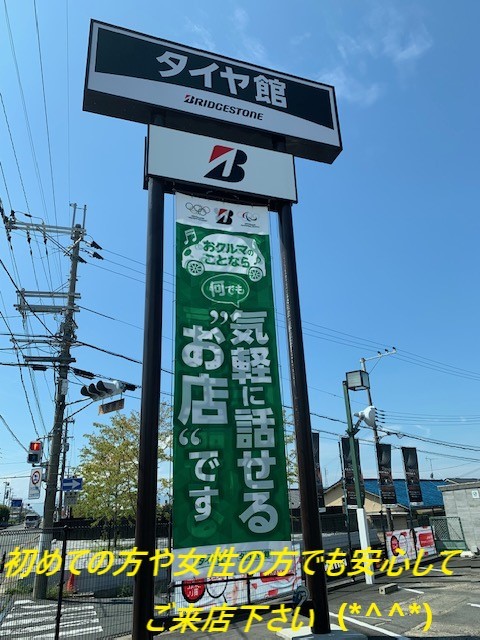 タイヤ館
BRIDGESTONE
B
B
おクルマの
ことなら
何でも
気軽に話せる
"お店"です
初めての方や女性の方でも安心して
ご来店下さい (*^^*)